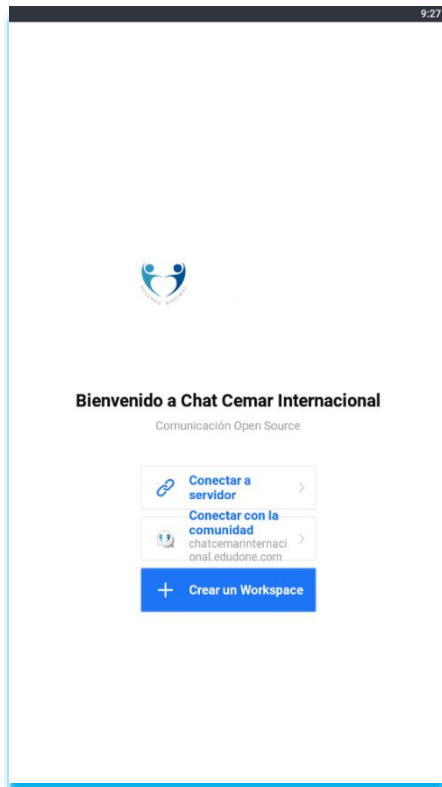 9:27
Bienvenido a Chat Cemar Internacional
Comunicación Open Source
Conectar a
servidor
Conectar con la
comunidad
chatcemarinternaci
onal.edudone.com
Crear un Workspace